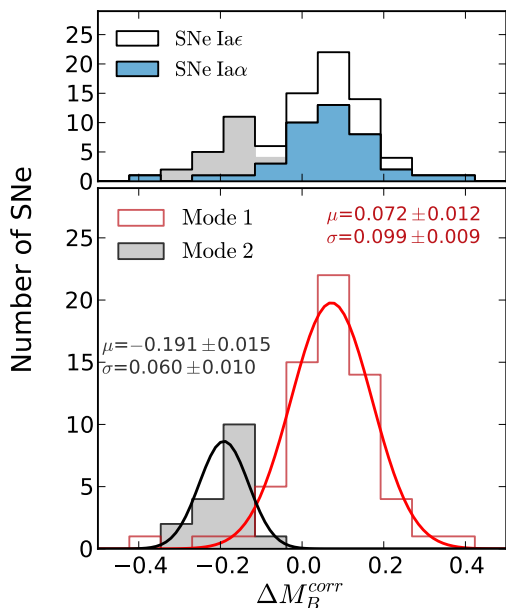 SNe Iaϵ
SNe Iaα
25
20
15
10
5
0
Number of SNe
Mode 1
Mode 2
μ=0.072 ±0.012
σ=0.099 ±0.009
μ=−0.191 ±0.015
σ=0.060 ±0.010
25
20
15
10
5
0
−0.4 −0.2 0.0 0.2 0.4
ΔM_B^{corr}